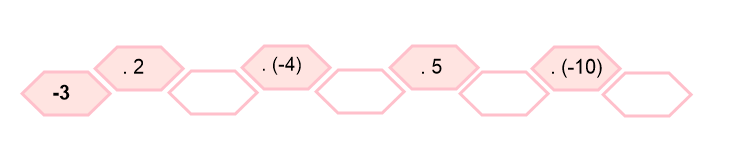 -3 . 2 . (-4) . 5 . (-10)